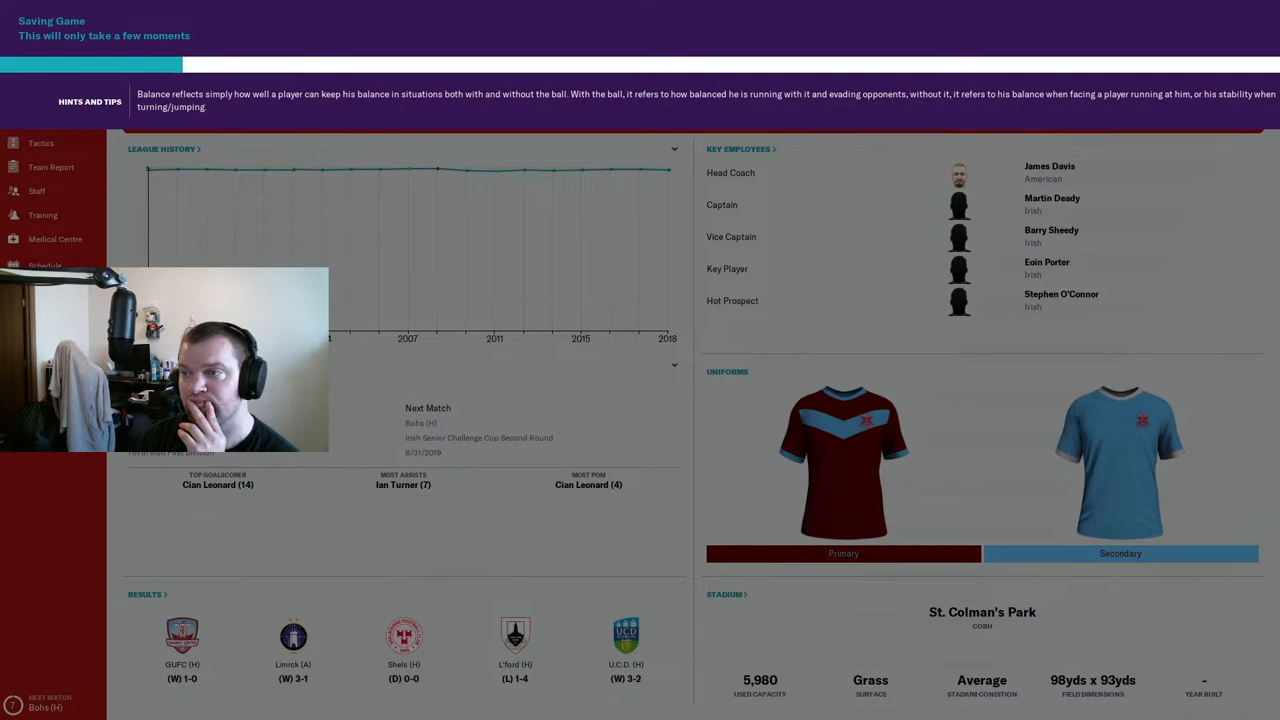 Saving Game
This will only take a few moments
HINTS AND TIPS
Balance reflects simply how well a player can keep his balance in situations both with and without the ball. With the ball, it refers to how balanced he is running with it and evading opponents, without it, it refers to his balance when facing a player running at him, or his stability when
turning/jumping.
Tactics
Team Report
Staff
Training
Medical Centre
Schedule
LEAGUE HISTORY >
2007
2011
2015
2018
Next Match
Bohs (H)
Irish Senior Challenge Cup Second Round
7th in Irish First Division
8/31/2019
TOP GOALSCORER
Cian Leonard (14)
MOST ASSISTS
Ian Turner (7)
MOST POM
Cian Leonard (4)
RESULTS >
GUFC (H)
(W) 1-0
Limrck (A)
(W) 3-1
Shels (H)
(D) 0-0
L'ford (H)
(L) 1-4
U.C.D. (H)
(W) 3-2
KEY EMPLOYEES >
Head Coach
James Davis
American
Captain
Martin Deady
Irish
Vice Captain
Barry Sheedy
Irish
Key Player
Eoin Porter
Irish
Hot Prospect
Stephen O'Connor
Irish
UNIFORMS
Primary
Secondary
STADIUM >
St. Colman's Park
COBH
5,980
USED CAPACITY
Grass
SURFACE
Average
STADIUM CONDITION
98yds x 93yds
FIELD DIMENSIONS
-
YEAR BUILT
7
NEXT MATCH
Bohs (H)